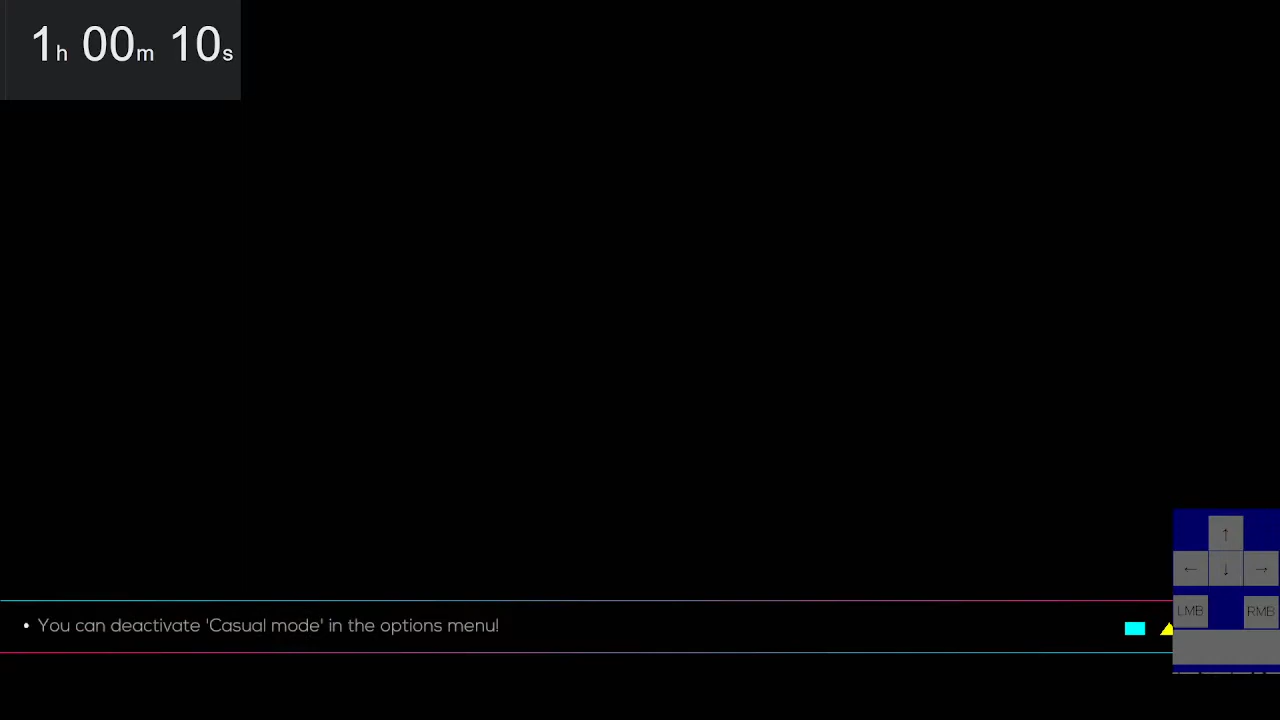 1h 00m 10s
• You can deactivate 'Casual mode' in the options menu!
↑
← ↓ →
LMB RMB